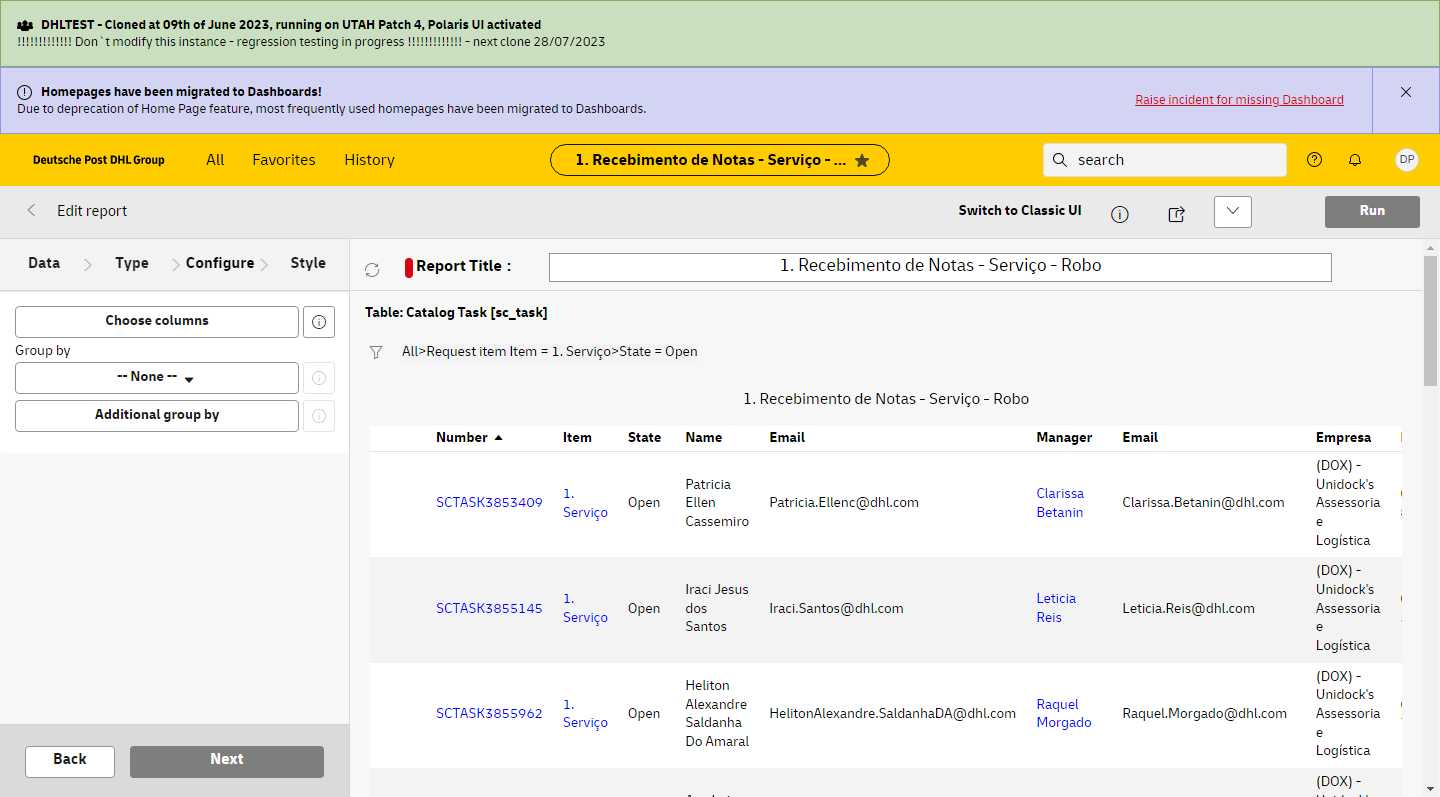 DHLTEST - Cloned at 09th of June 2023, running on UTAH Patch 4, Polaris UI activated
!!!!!!!!!!!!! Don`t modify this instance - regression testing in progress !!!!!!!!!!!!! - next clone 28/07/2023
Homepages have been migrated to Dashboards!
Due to deprecation of Home Page feature, most frequently used homepages have been migrated to Dashboards.
Raise incident for missing Dashboard
Deutsche Post DHL Group
All
Favorites
History
1. Recebimento de Notas - Serviço - ...
search
DP
Edit report
Switch to Classic UI
Run
Data
Type
Configure
Style
Report Title :
1. Recebimento de Notas - Serviço - Robo
Choose columns
Group by
-- None --
Additional group by
Table: Catalog Task [sc_task]
All>Request item Item = 1. Serviço>State = Open
1. Recebimento de Notas - Serviço - Robo
Number Item State Name Email Manager Email Empresa
SCTASK3853409
1.
Serviço
Open
Patricia
Ellen
Cassemiro
Patricia.Ellenc@dhl.com
Clarissa
Betanin
Clarissa.Betanin@dhl.com
(DOX) -
Unidock's
Assessoria
e
Logística
SCTASK3855145
1.
Serviço
Open
Iraci Jesus
dos
Santos
Iraci.Santos@dhl.com
Leticia
Reis
Leticia.Reis@dhl.com
(DOX) -
Unidock's
Assessoria
e
Logística
SCTASK3855962
1.
Serviço
Open
Heliton
Alexandre
Saldanha
Do Amaral
HelitonAlexandre.SaldanhaDA@dhl.com
Raquel
Morgado
Raquel.Morgado@dhl.com
(DOX) -
Unidock's
Assessoria
e
Logística
(DOX) -
Back
Next